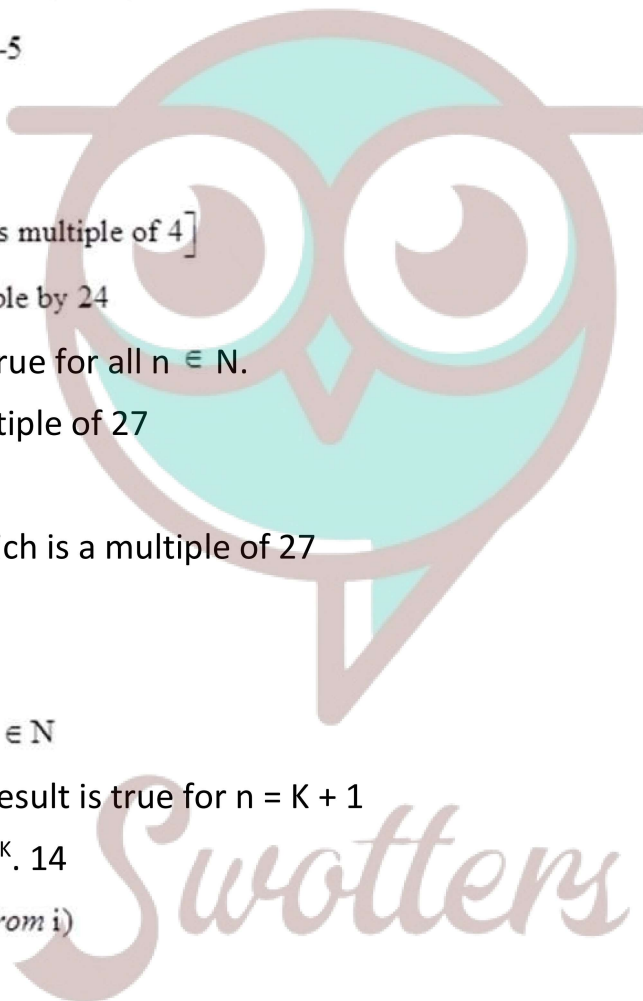 -5
s multiple of 4]
ble by 24
rue for all n ∈ N.
tiple of 27
ich is a multiple of 27
∈ N
esult is true for n = K + 1
K. 14
rom i)
Swotters